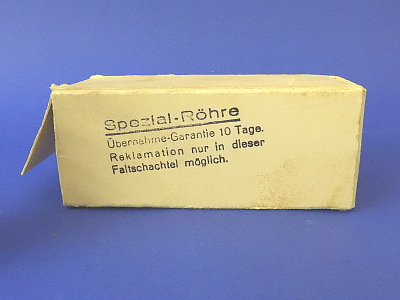 Spezial-Röhre
Übernahme-Garantie 10 Tage.
Reklamation nur in dieser
Faltschachtel möglich.